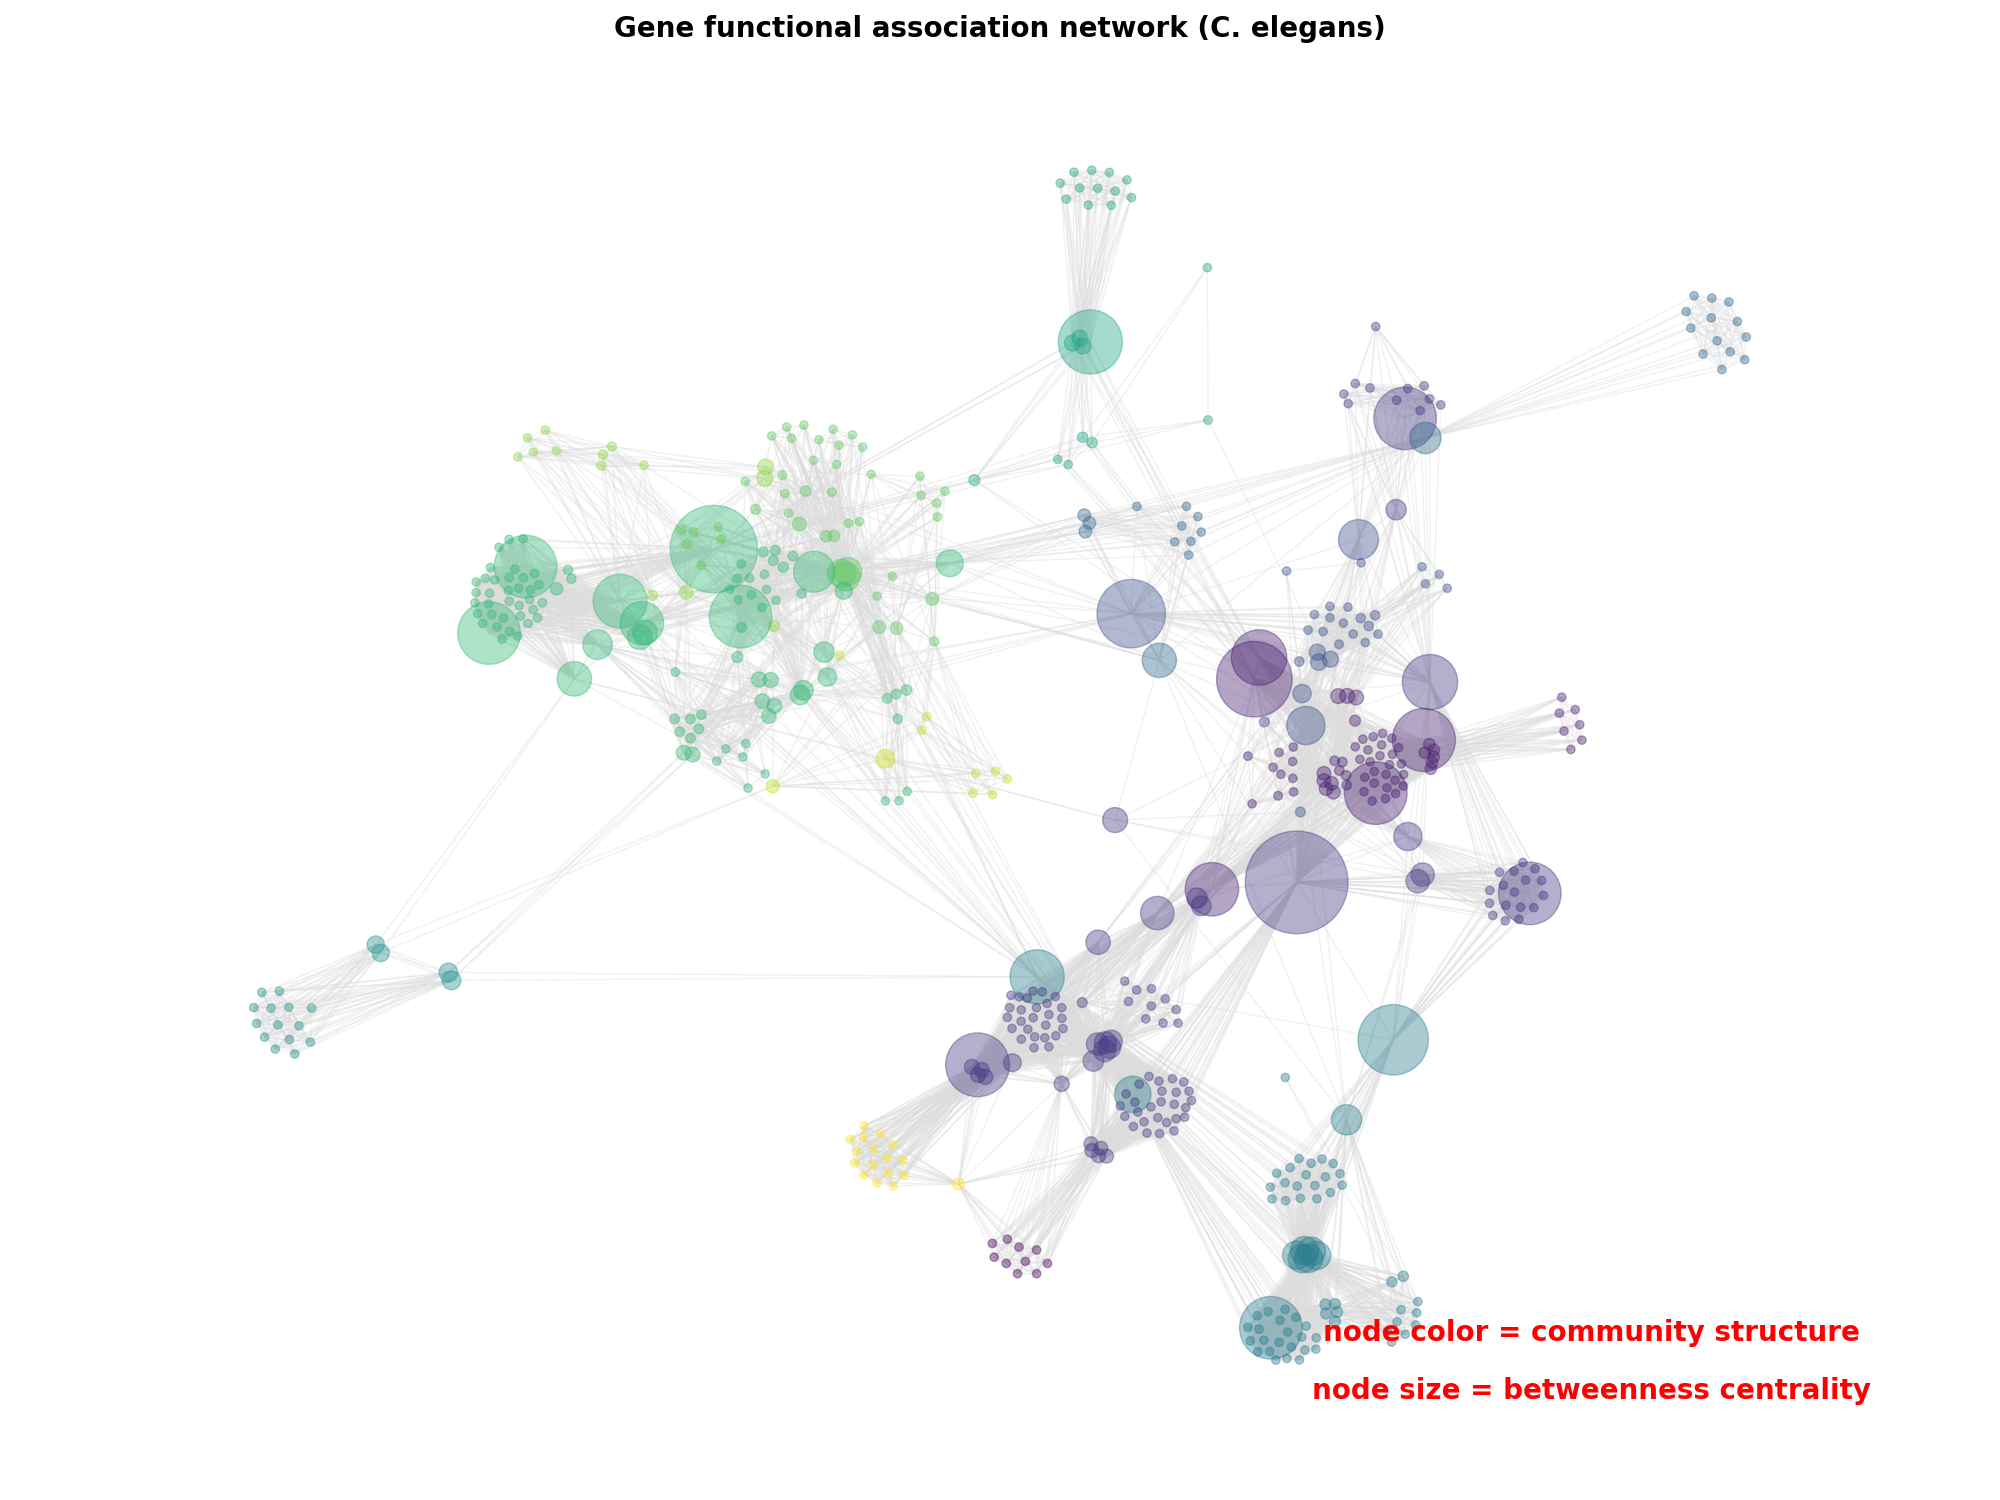 Gene functional association network (C. elegans)
node color = community structure
node size = betweenness centrality